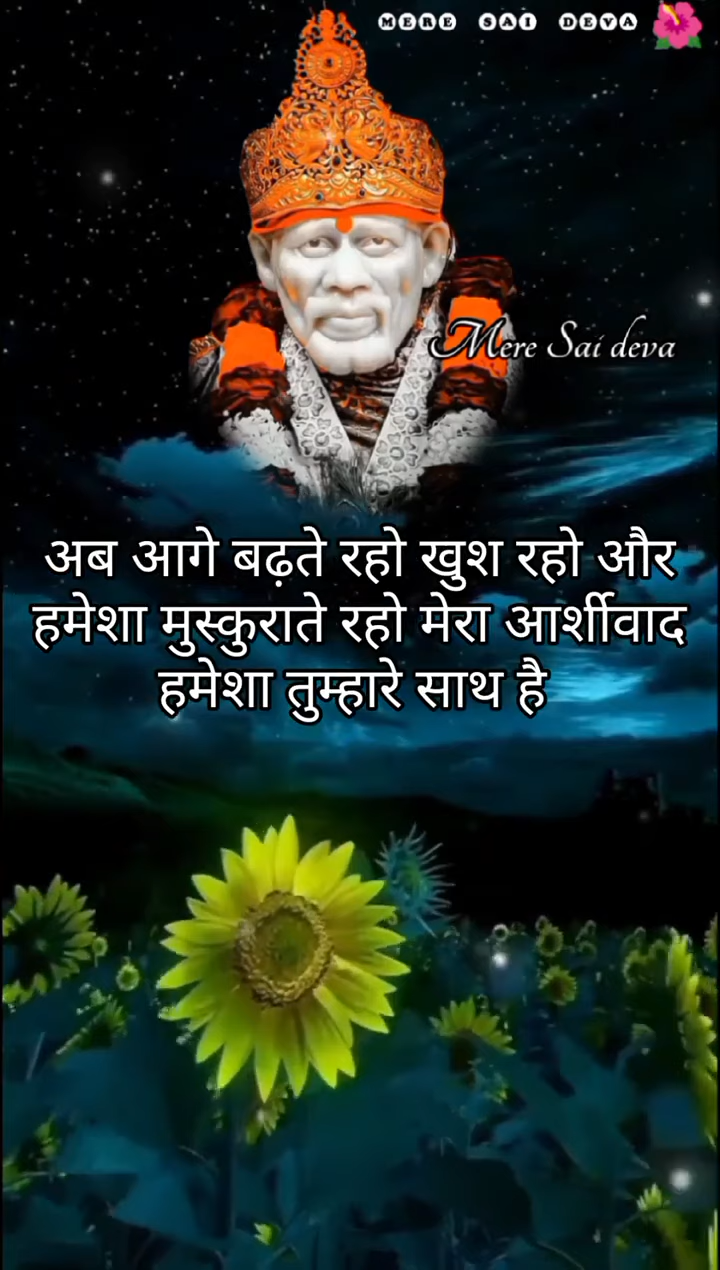 MERE SAI DEVA
Mere Sai deva
अब आगे बढ़ते रहो खुश रहो और
हमेशा मुस्कुराते रहो मेरा आर्शीवाद
हमेशा तुम्हारे साथ है